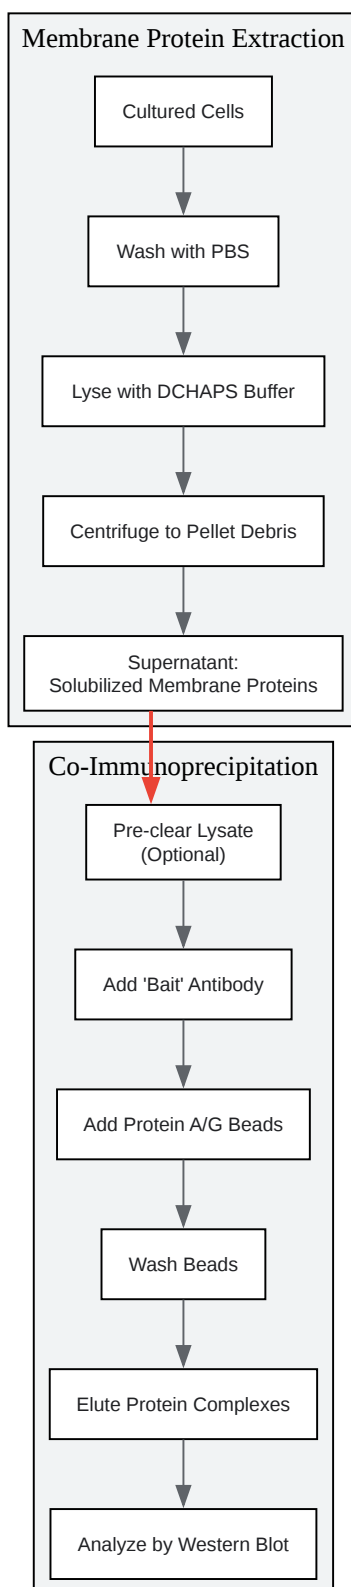 Membrane Protein Extraction
Cultured Cells
Wash with PBS
Lyse with DCHAPS Buffer
Centrifuge to Pellet Debris
Supernatant:
Solubilized Membrane Proteins
Co-Immunoprecipitation
Pre-clear Lysate
(Optional)
Add 'Bait' Antibody
Add Protein A/G Beads
Wash Beads
Elute Protein Complexes
Analyze by Western Blot